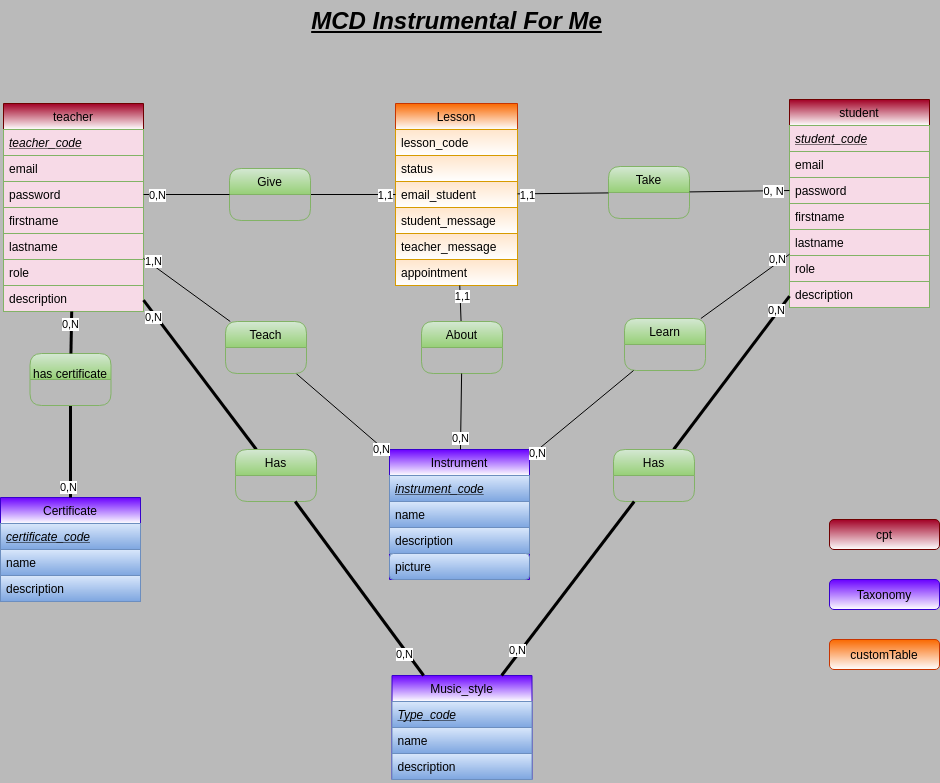 MCD Instrumental For Me
teacher
teacher_code
email
password
firstname
lastname
role
description
Lesson
lesson_code
status
email_student
student_message
teacher_message
appointment
student
student_code
email
password
firstname
lastname
role
description
Give
0,N
1,1
Take
1,1
0, N
1,N
Teach
0,N
1,1
About
0,N
0,N
Learn
0,N
0,N
has certificate
0,N
0,N
Has
0,N
0,N
Has
0,N
Certificate
certificate_code
name
description
Instrument
instrument_code
name
description
picture
Music_style
Type_code
name
description
cpt
Taxonomy
customTable